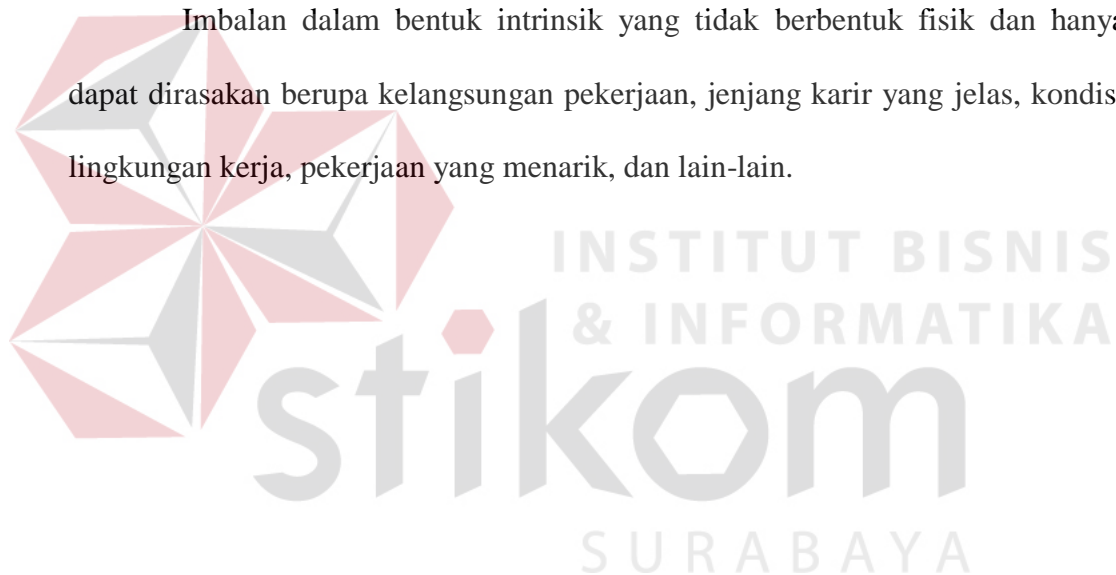 Imbalan dalam bentuk intrinsik yang tidak berbentuk fisik dan hanya
dapat dirasakan berupa kelangsungan pekerjaan, jenjang karir yang jelas, kondis
lingkungan kerja, pekerjaan yang menarik, dan lain-lain.
INSTITUT BISNIS
& INFORMATIKA
stikom
SURABAYA